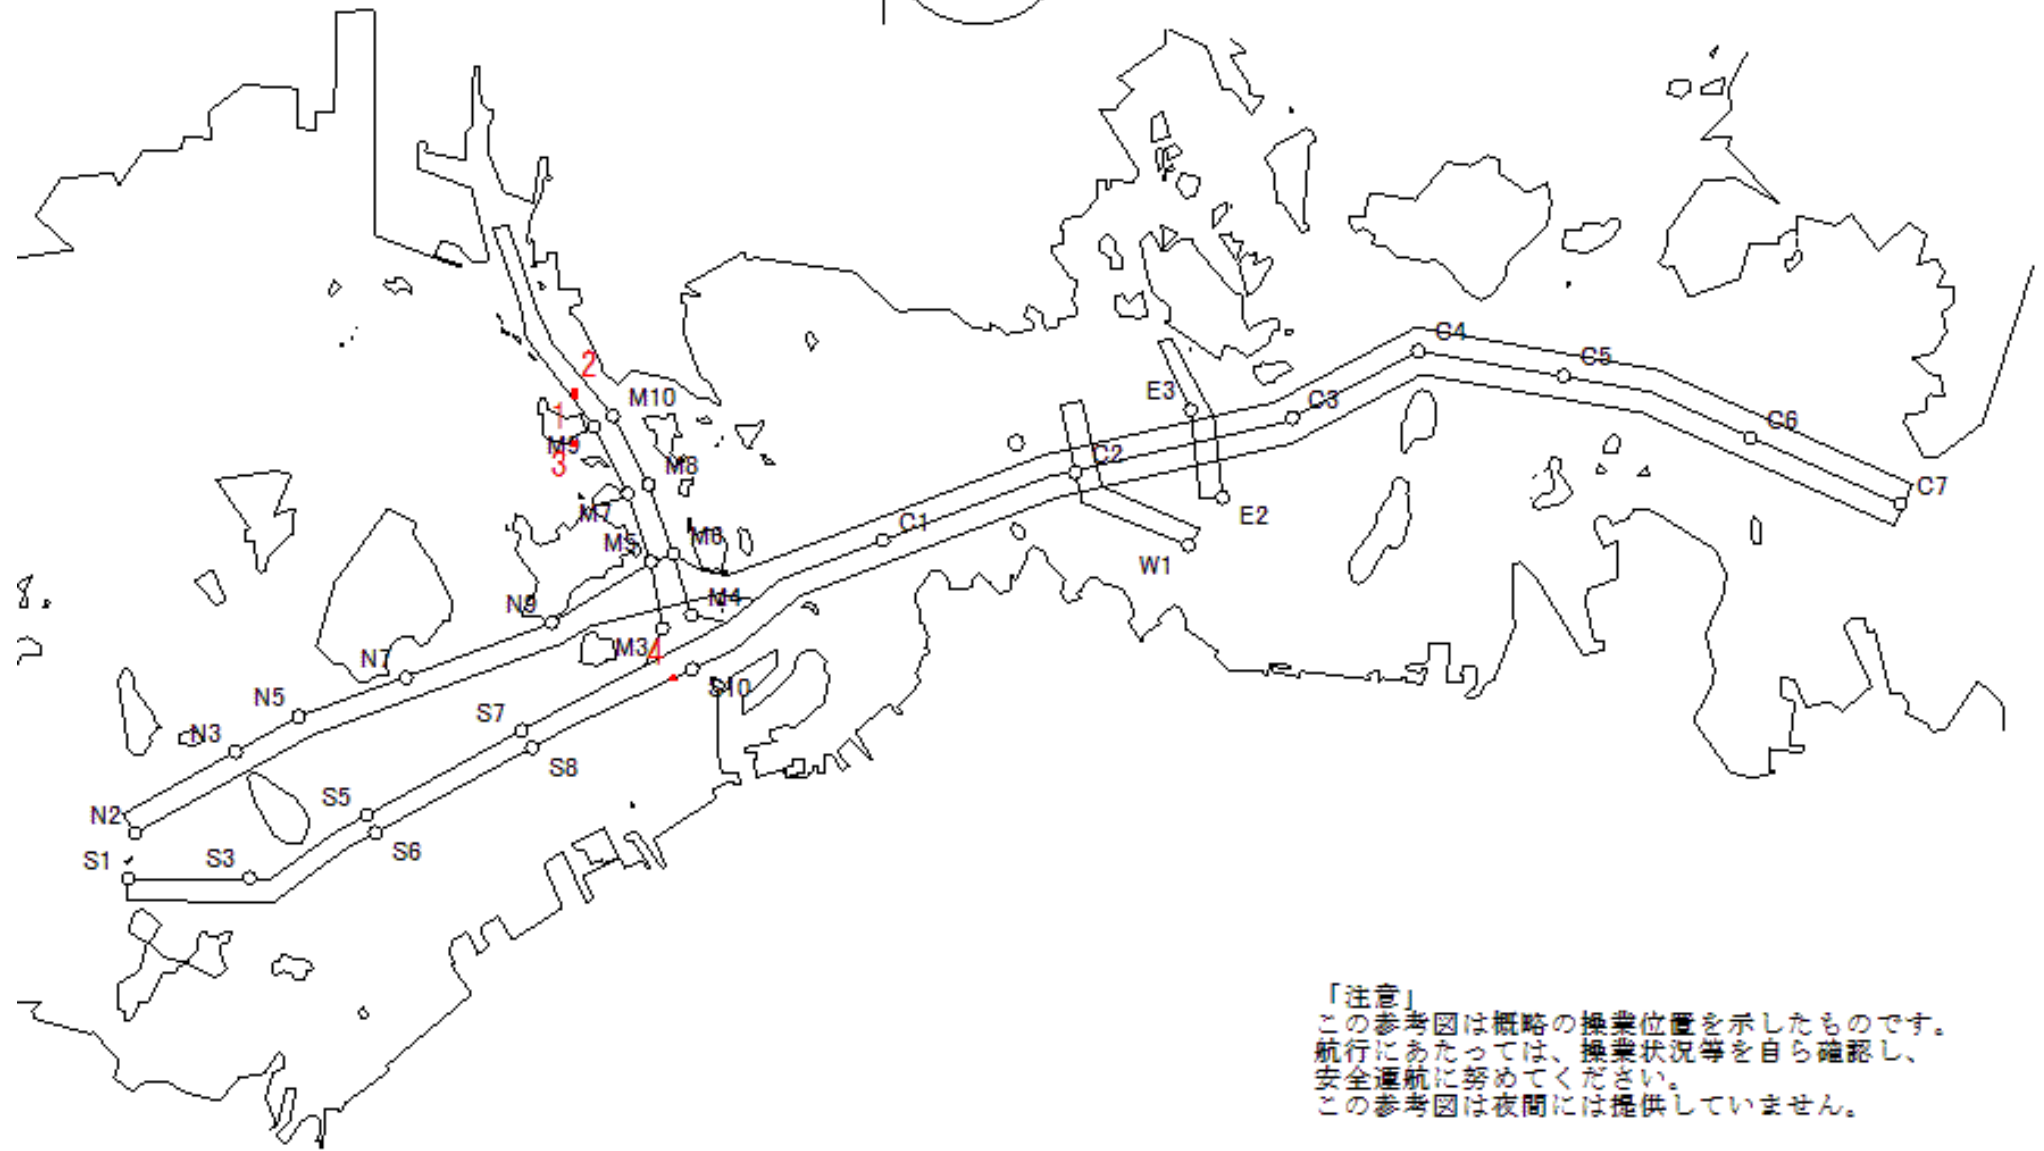 C4
C5
2
E3
M10
1
C3
C6
M9
3
C2
M8
C7
M7
E2
C1
M6
M5
W1
N9
M4
M3
4
N7
S10
N5
S7
N3
S8
S5
N2
S6
S3
S1
「注意」
この参考図は概略の操業位置を示したものです。
航行にあたっては、操業状況等を自ら確認し、
安全運航に努めてください。
この参考図は夜間には提供していません。